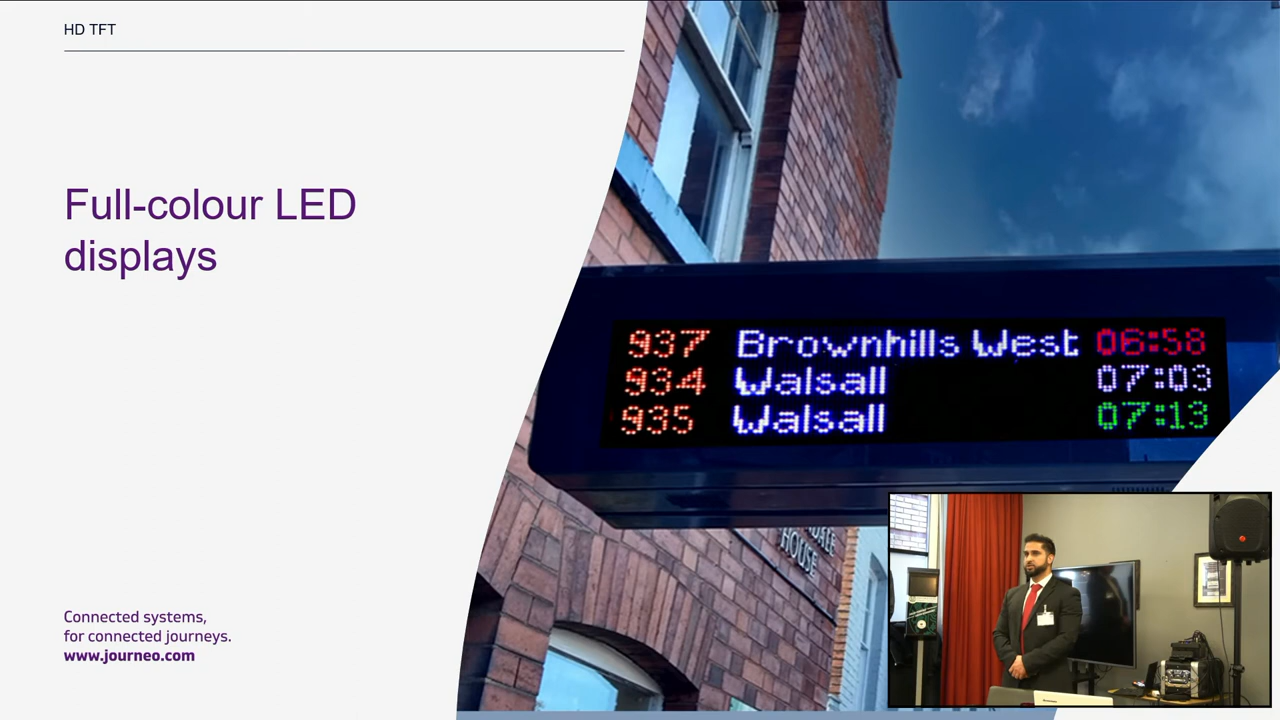 HD TFT
Full-colour LED
displays
937 Brownhills West 06:58
934 Walsall 07:03
935 Walsall 07:13
HOUSE
Connected systems,
for connected journeys.
www.journeo.com